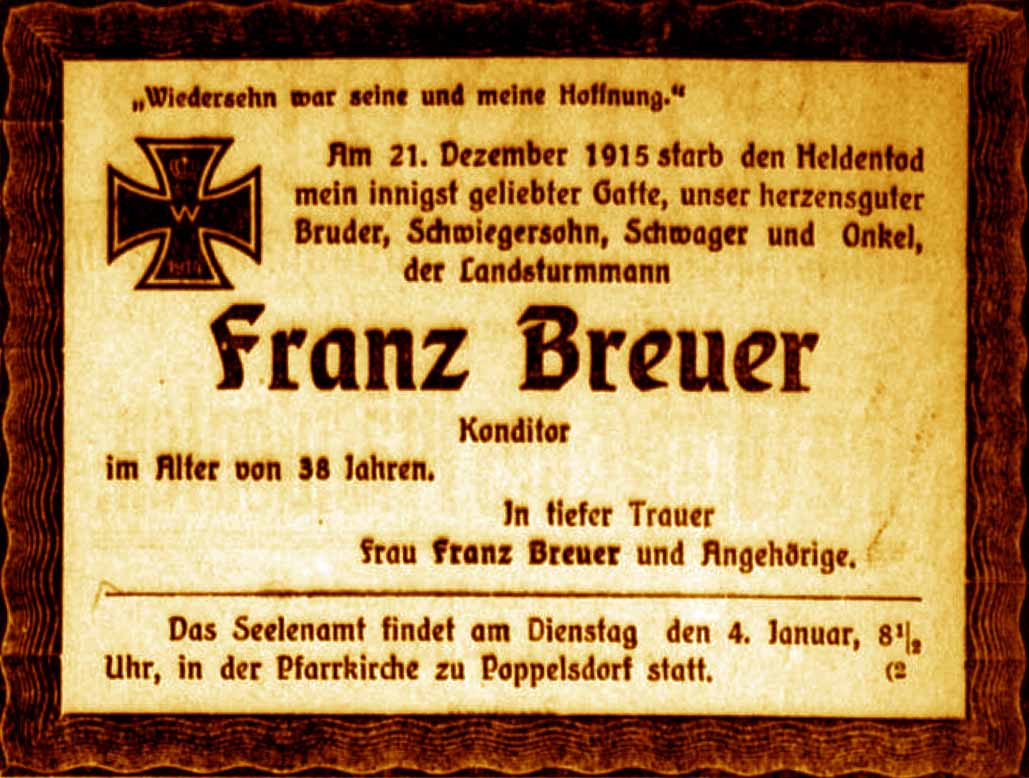 „Wiedersehn war seine und meine Hoffnung.“
Am 21. Dezember 1915 starb den Heldentod
mein innigst geliebter Gatte, unser herzensguter
Bruder, Schwiegersohn, Schwager und Onkel,
der Landsturmmann
W
Franz Breuer
Konditor
im Alter von 38 Jahren.
In tiefer Trauer
Frau Franz Breuer und Angehörige.
Das Seelenamt findet am Dienstag den 4. Januar, 8½
Uhr, in der Pfarrkirche zu Poppelsdorf statt. (2